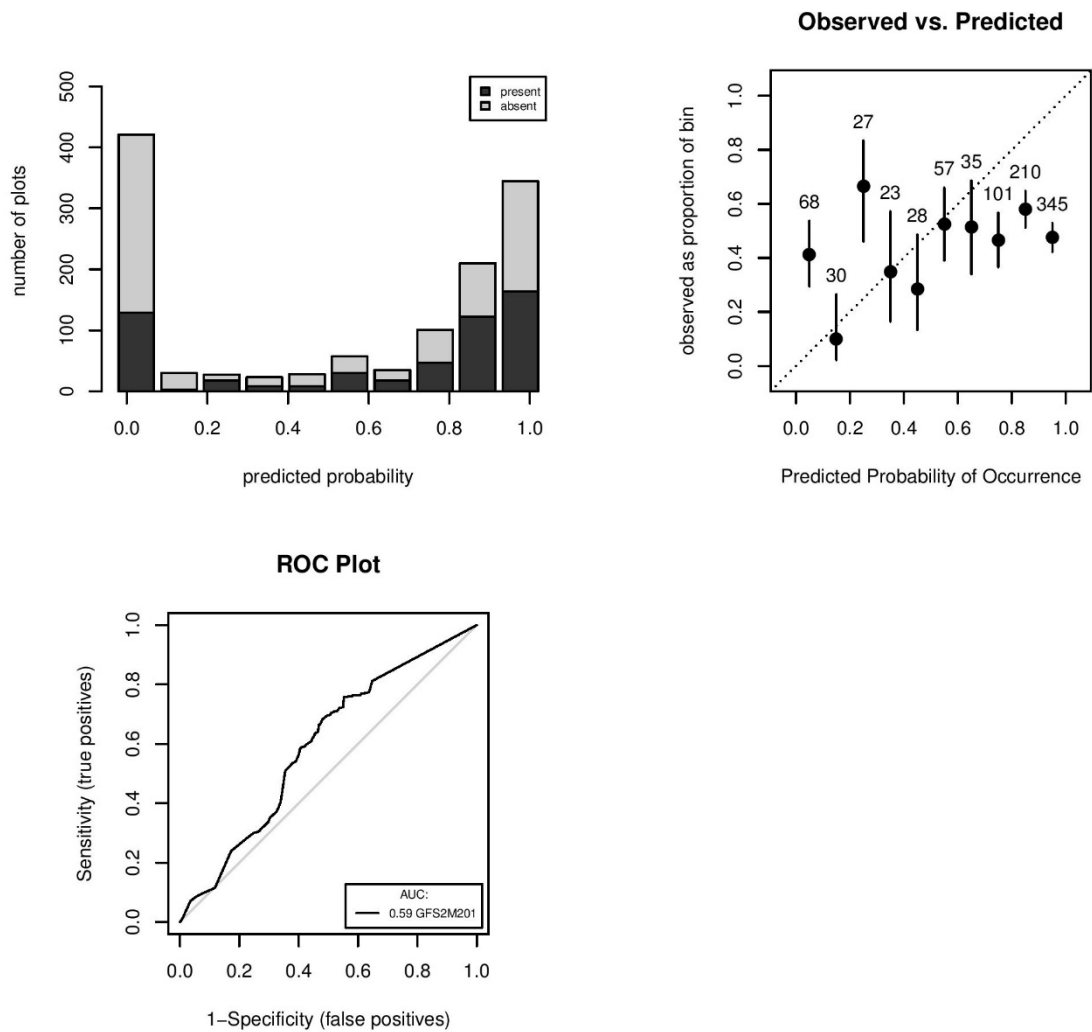 number of plots
500
400
300
200
100
0
present
absent
0.0 0.2 0.4 0.6 0.8 1.0
predicted probability
Observed vs. Predicted
observed as proportion of bin
1.0
0.8
0.6
0.4
0.2
0.0
68
30
27
23
28
57
35
101
210
345
0.0 0.2 0.4 0.6 0.8 1.0
Predicted Probability of Occurrence
ROC Plot
Sensitivity (true positives)
1.0
0.8
0.6
0.4
0.2
0.0
AUC:
0.59 GFS2M201
0.0 0.2 0.4 0.6 0.8 1.0
1−Specificity (false positives)